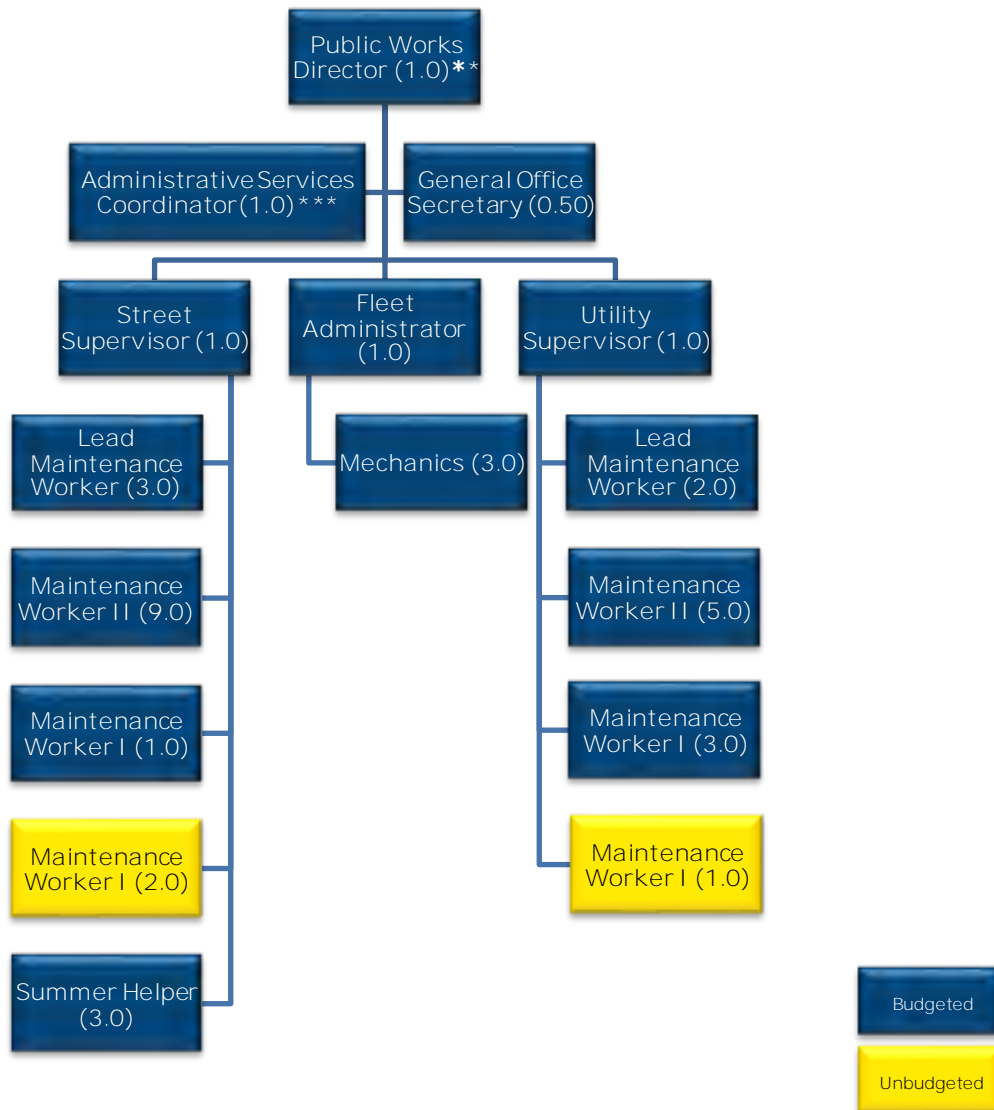 Public Works
Director (1.0)**
Administrative Services
Coordinator (1.0)***
General Office
Secretary (0.50)
Street
Supervisor (1.0)
Fleet
Administrator
(1.0)
Utility
Supervisor (1.0)
Lead
Maintenance
Worker (3.0)
Mechanics (3.0)
Lead
Maintenance
Worker (2.0)
Maintenance
Worker II (9.0)
Maintenance
Worker II (5.0)
Maintenance
Worker I (1.0)
Maintenance
Worker I (3.0)
Maintenance
Worker I (2.0)
Maintenance
Worker I (1.0)
Summer Helper
(3.0)
Budgeted
Unbudgeted